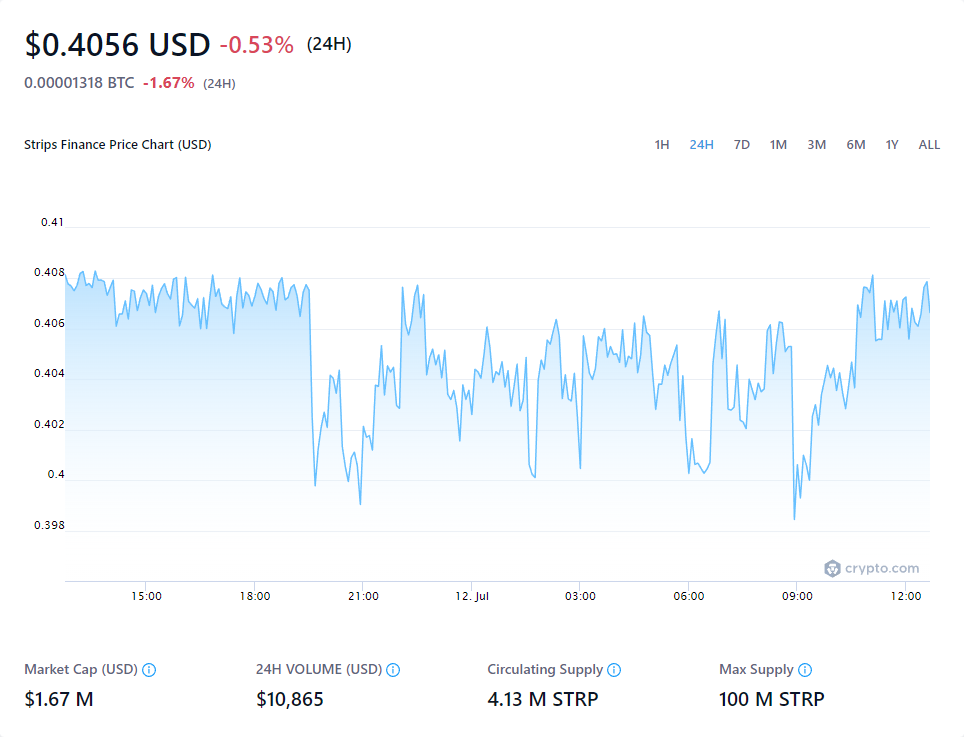 $0.4056 USD -0.53% (24H)
0.00001318 BTC -1.67% (24H)
Strips Finance Price Chart (USD) 1H 24H 7D 1M 3M 6M 1Y ALL
0.41
0.408
0.406
0.404
0.402
0.4
0.398
crypto.com
15:00 18:00 21:00 12. Jul 03:00 06:00 09:00 12:00
Market Cap (USD) 24H VOLUME (USD) Circulating Supply Max Supply
$1.67 M $10,865 4.13 M STRP 100 M STRP